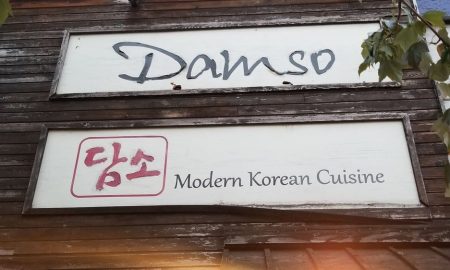 Damso
담소 Modern Korean Cuisine